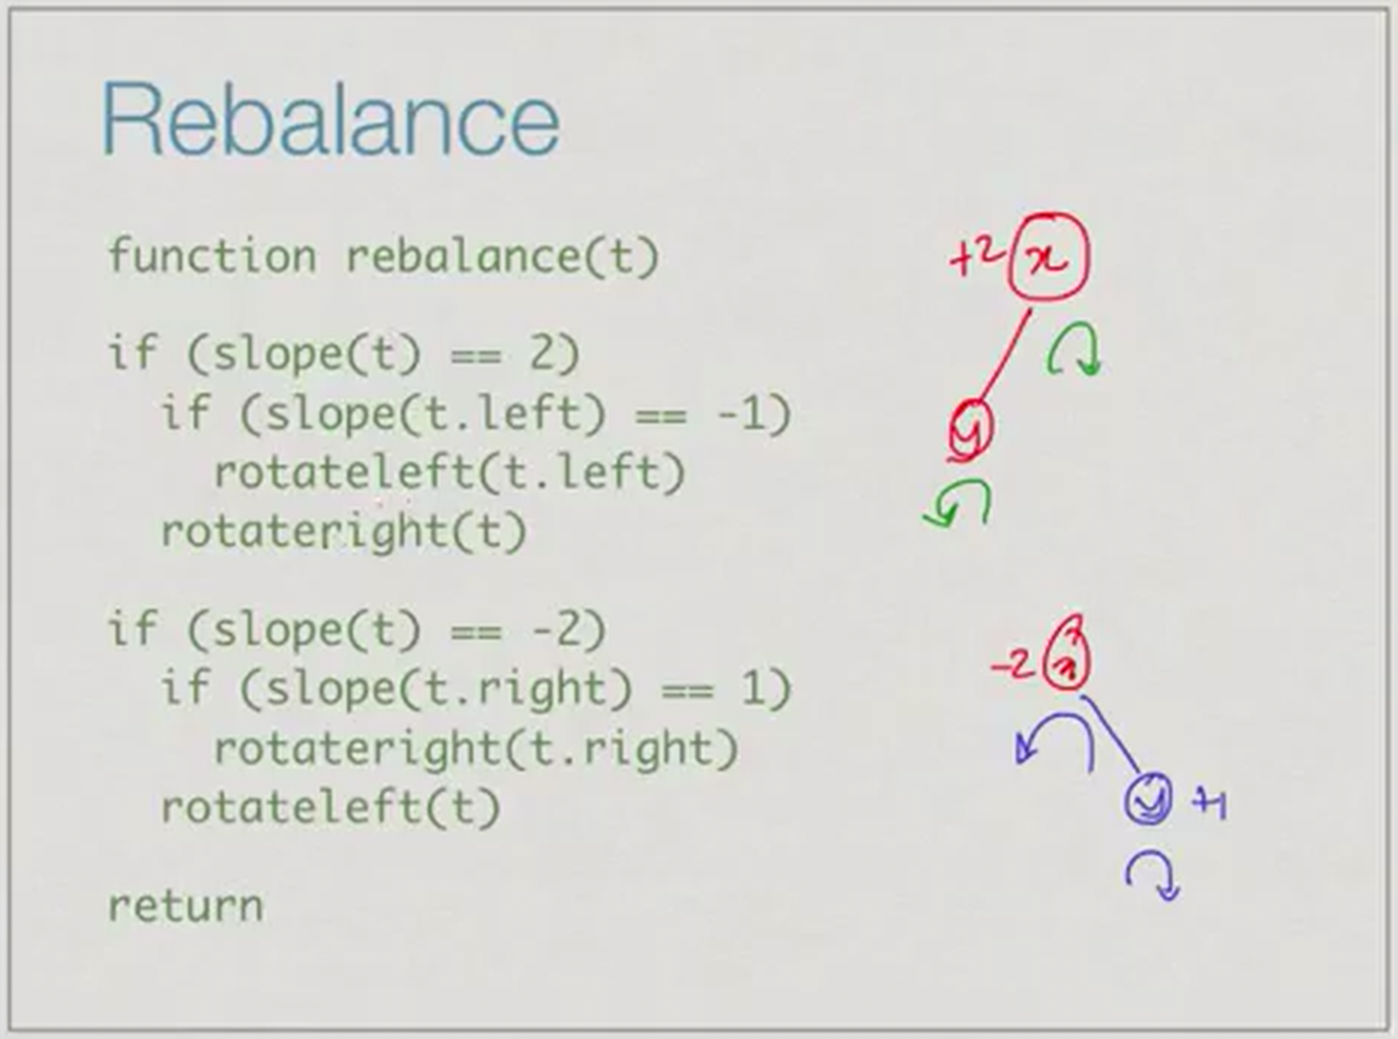 Rebalance
function rebalance(t)
if (slope(t) == 2)
if (slope(t.left) == -1)
rotateleft(t.left)
rotateright(t)
if (slope(t) == -2)
if (slope(t.right) == 1)
rotateright(t.right)
rotateleft(t)
return
+2 x
y
-2 x
y +1